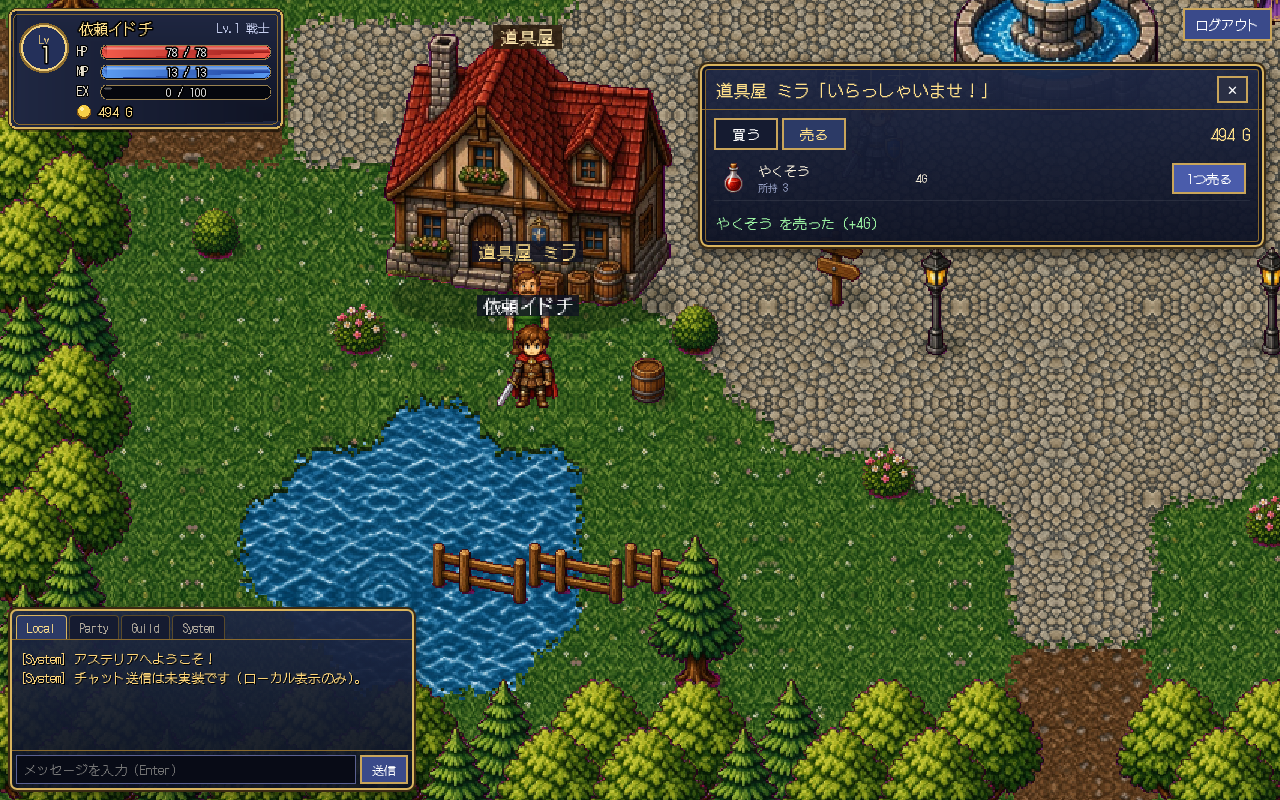 依頼イドチ
Lv.1 戦士
Lv
1
HP 78 / 78
MP 13 / 13
EX 0 / 100
494 G
道具屋
ログアウト
道具屋 ミラ「いらっしゃいませ！」
×
買う
売る
494 G
やくそう
所持 3
4G
1つ売る
やくそう を売った (+4G)
道具屋 ミラ
依頼イドチ
Local
Party
Guild
System
[System] アステリアへようこそ！
[System] チャット送信は未実装です（ローカル表示のみ）。
メッセージを入力 (Enter)
送信